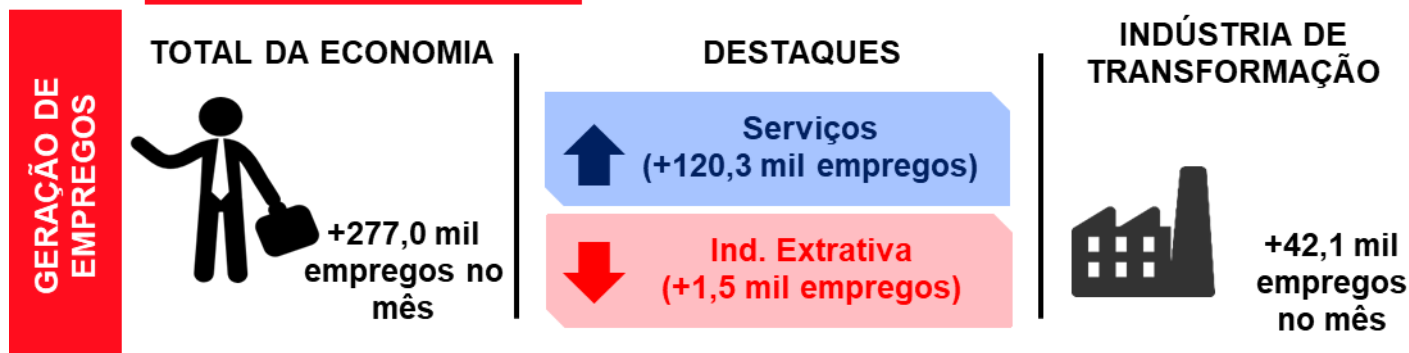 GERAÇÃO DE
EMPREGOS
TOTAL DA ECONOMIA
+277,0 mil
empregos no
mês
DESTAQUES
Serviços
(+120,3 mil empregos)
Ind. Extrativa
(+1,5 mil empregos)
INDÚSTRIA DE
TRANSFORMAÇÃO
+42,1 mil
empregos
no mês